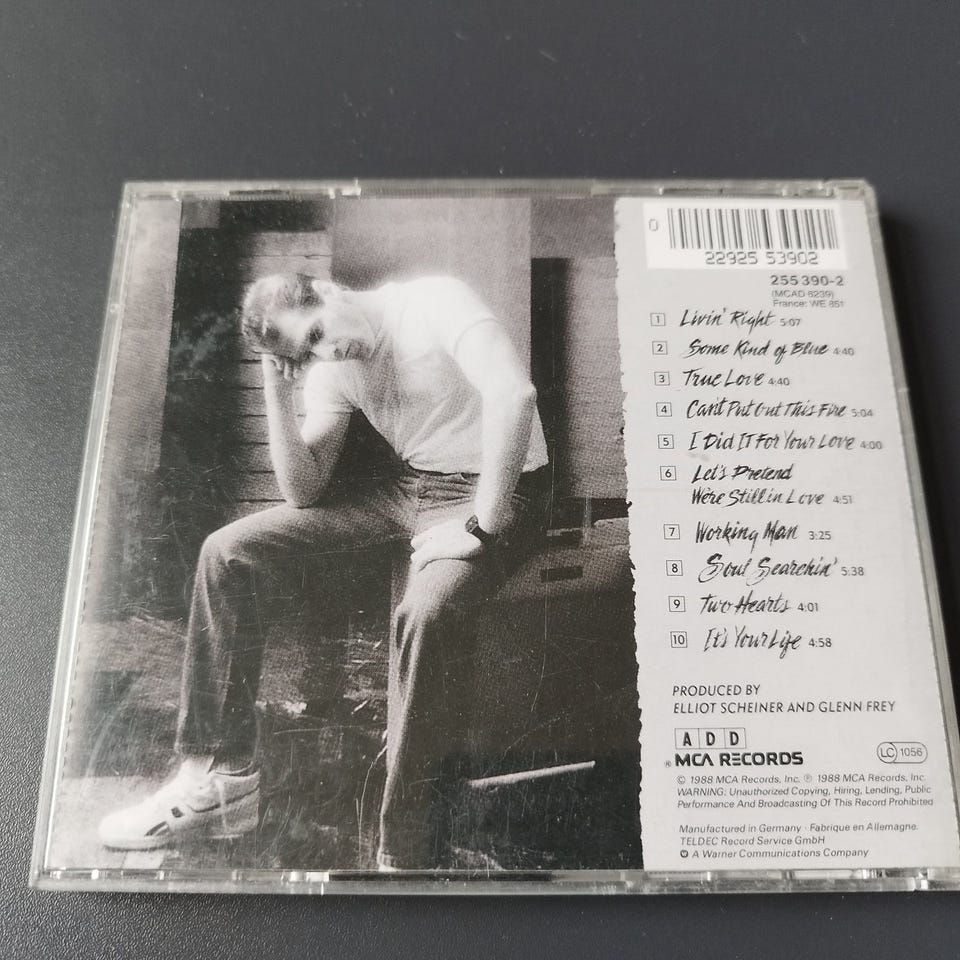 0
22925 53902
255 390-2
(MCAD 6239)
France: WE 851
1 Livin' Right 5:07
2 Some Kind of Blue 4:40
3 True Love 4:40
4 Can't Put Out This Fire 5:04
5 I Did It For Your Love 4:00
6 Let's Pretend
We're Still in Love 4:51
7 Working Man 3:25
8 Soul Searchin' 5:38
9 Two Hearts 4:01
10 It's Your Life 4:58
PRODUCED BY
ELLIOT SCHEINER AND GLENN FREY
A D D
® MCA RECORDS
LC 1056
© 1988 MCA Records, Inc. ℗ 1988 MCA Records, Inc.
WARNING: Unauthorized Copying, Hiring, Lending, Public
Performance And Broadcasting Of This Record Prohibited
Manufactured in Germany · Fabrique en Allemagne.
TELDEC Record Service GmbH
A Warner Communications Company